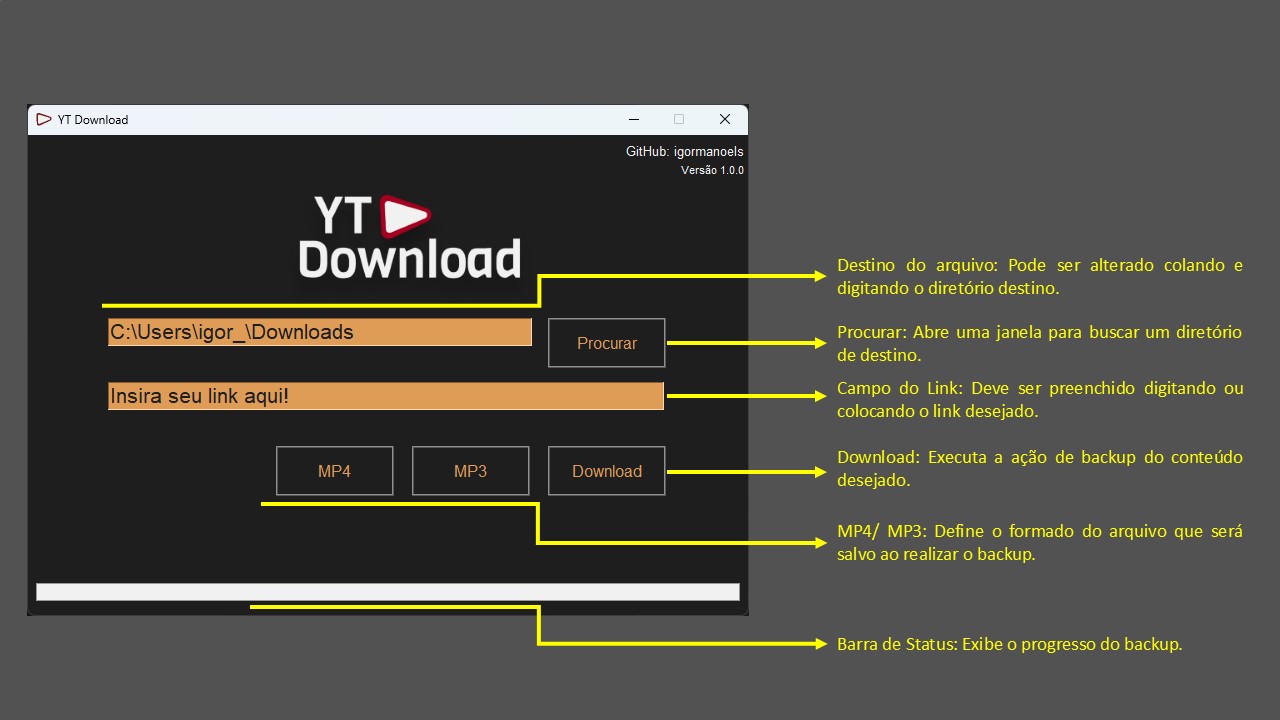 YT Download
GitHub: igormanoels
Versão 1.0.0
YT
Download
C:\Users\igor_\Downloads
Procurar
Insira seu link aqui!
MP4
MP3
Download
Destino do arquivo: Pode ser alterado colando e
digitando o diretório destino.
Procurar: Abre uma janela para buscar um diretório
de destino.
Campo do Link: Deve ser preenchido digitando ou
colocando o link desejado.
Download: Executa a ação de backup do conteúdo
desejado.
MP4/ MP3: Define o formado do arquivo que será
salvo ao realizar o backup.
Barra de Status: Exibe o progresso do backup.